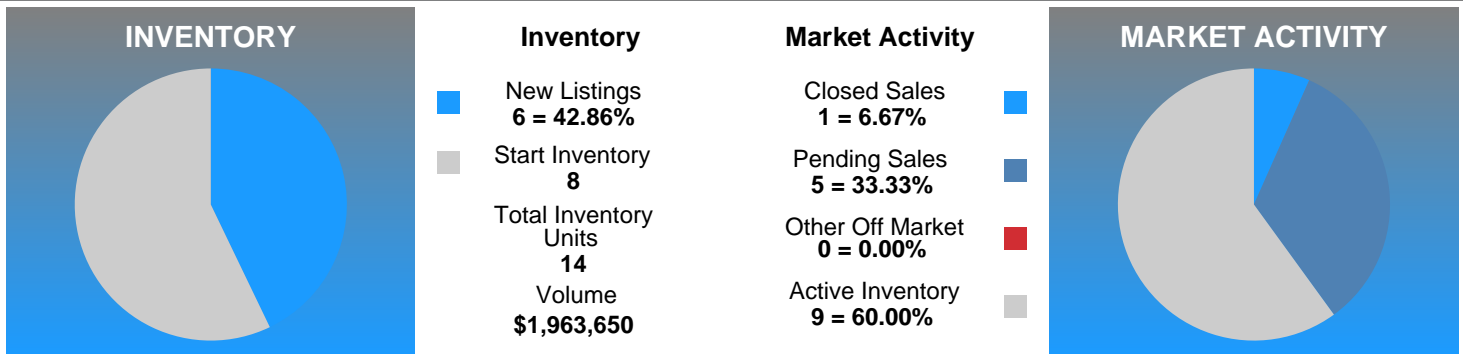 INVENTORY
Inventory
New Listings
6 = 42.86%
Start Inventory
8
Total Inventory
Units
14
Volume
$1,963,650
Market Activity
Closed Sales
1 = 6.67%
Pending Sales
5 = 33.33%
Other Off Market
0 = 0.00%
Active Inventory
9 = 60.00%
MARKET ACTIVITY